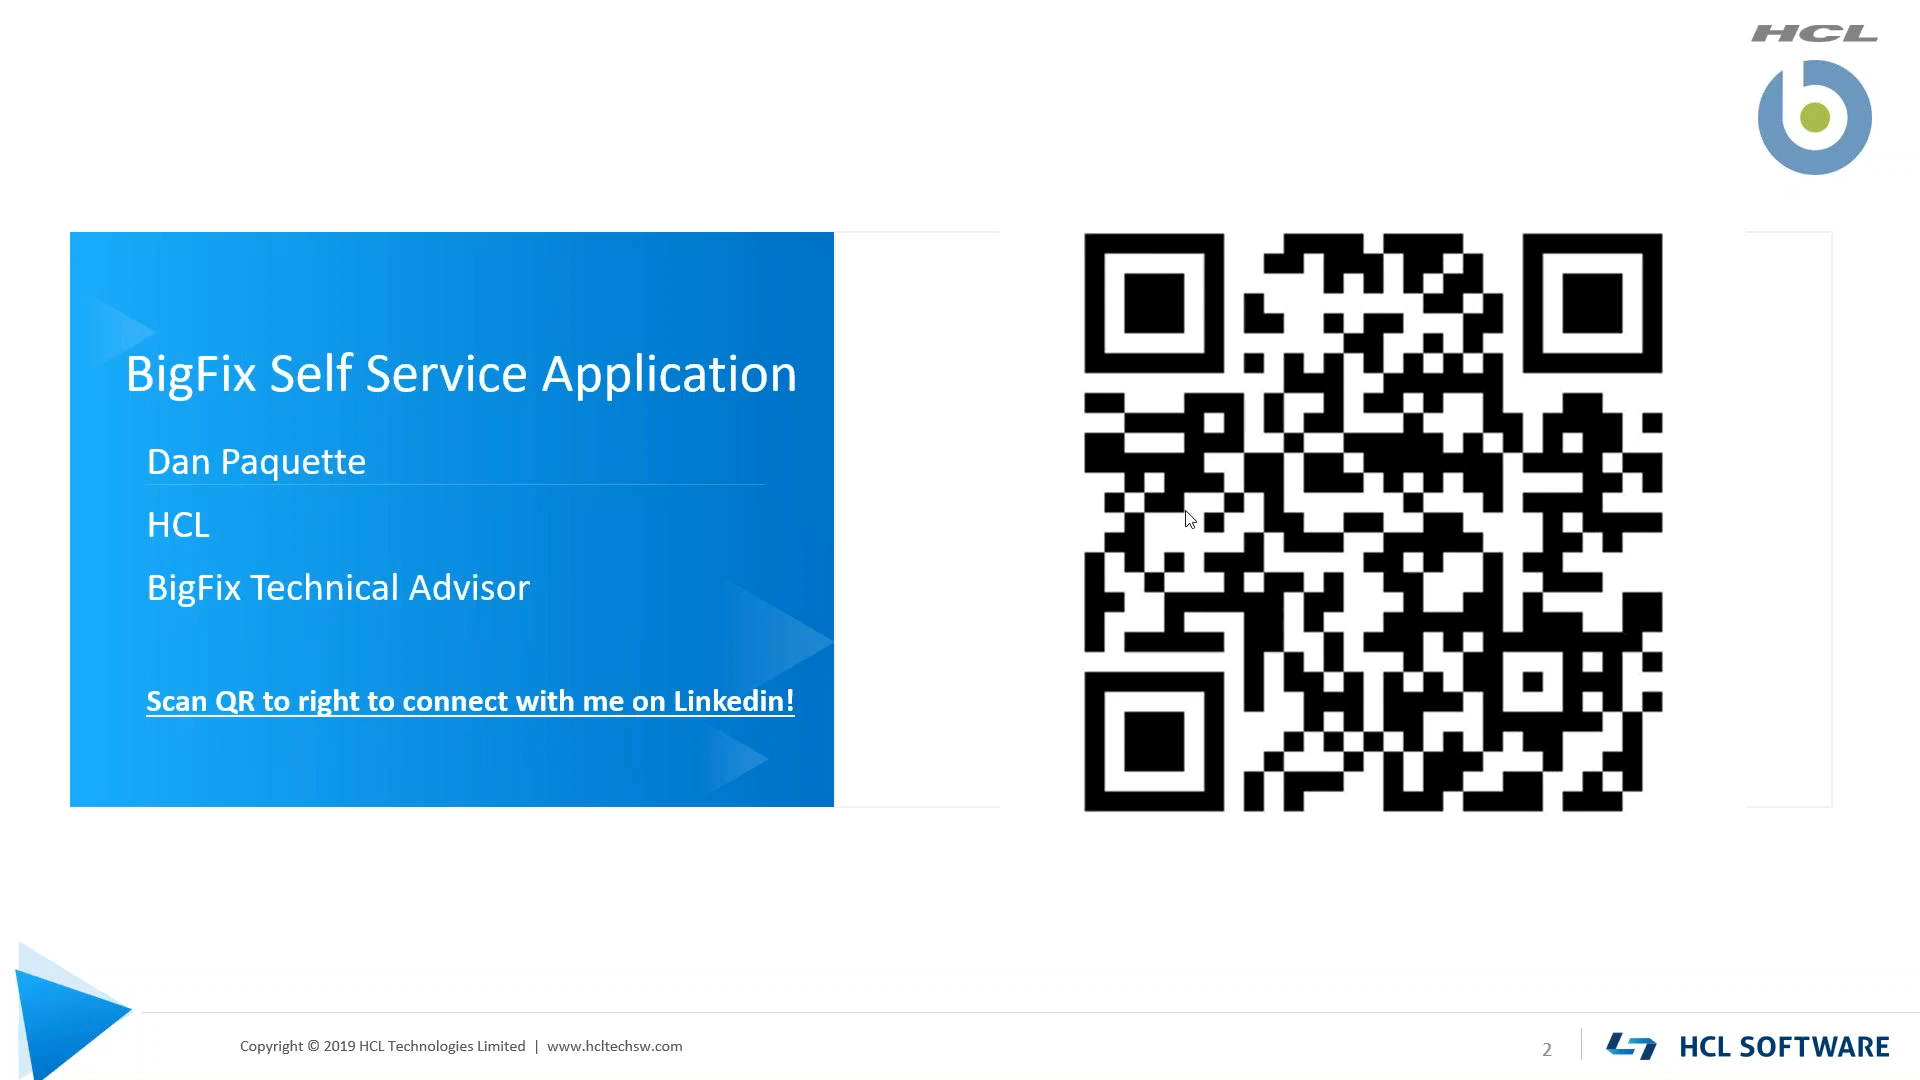 HCL
BigFix Self Service Application
Dan Paquette
HCL
BigFix Technical Advisor
Scan QR to right to connect with me on Linkedin!
Copyright © 2019 HCL Technologies Limited | www.hcltechsw.com
2
HCL SOFTWARE